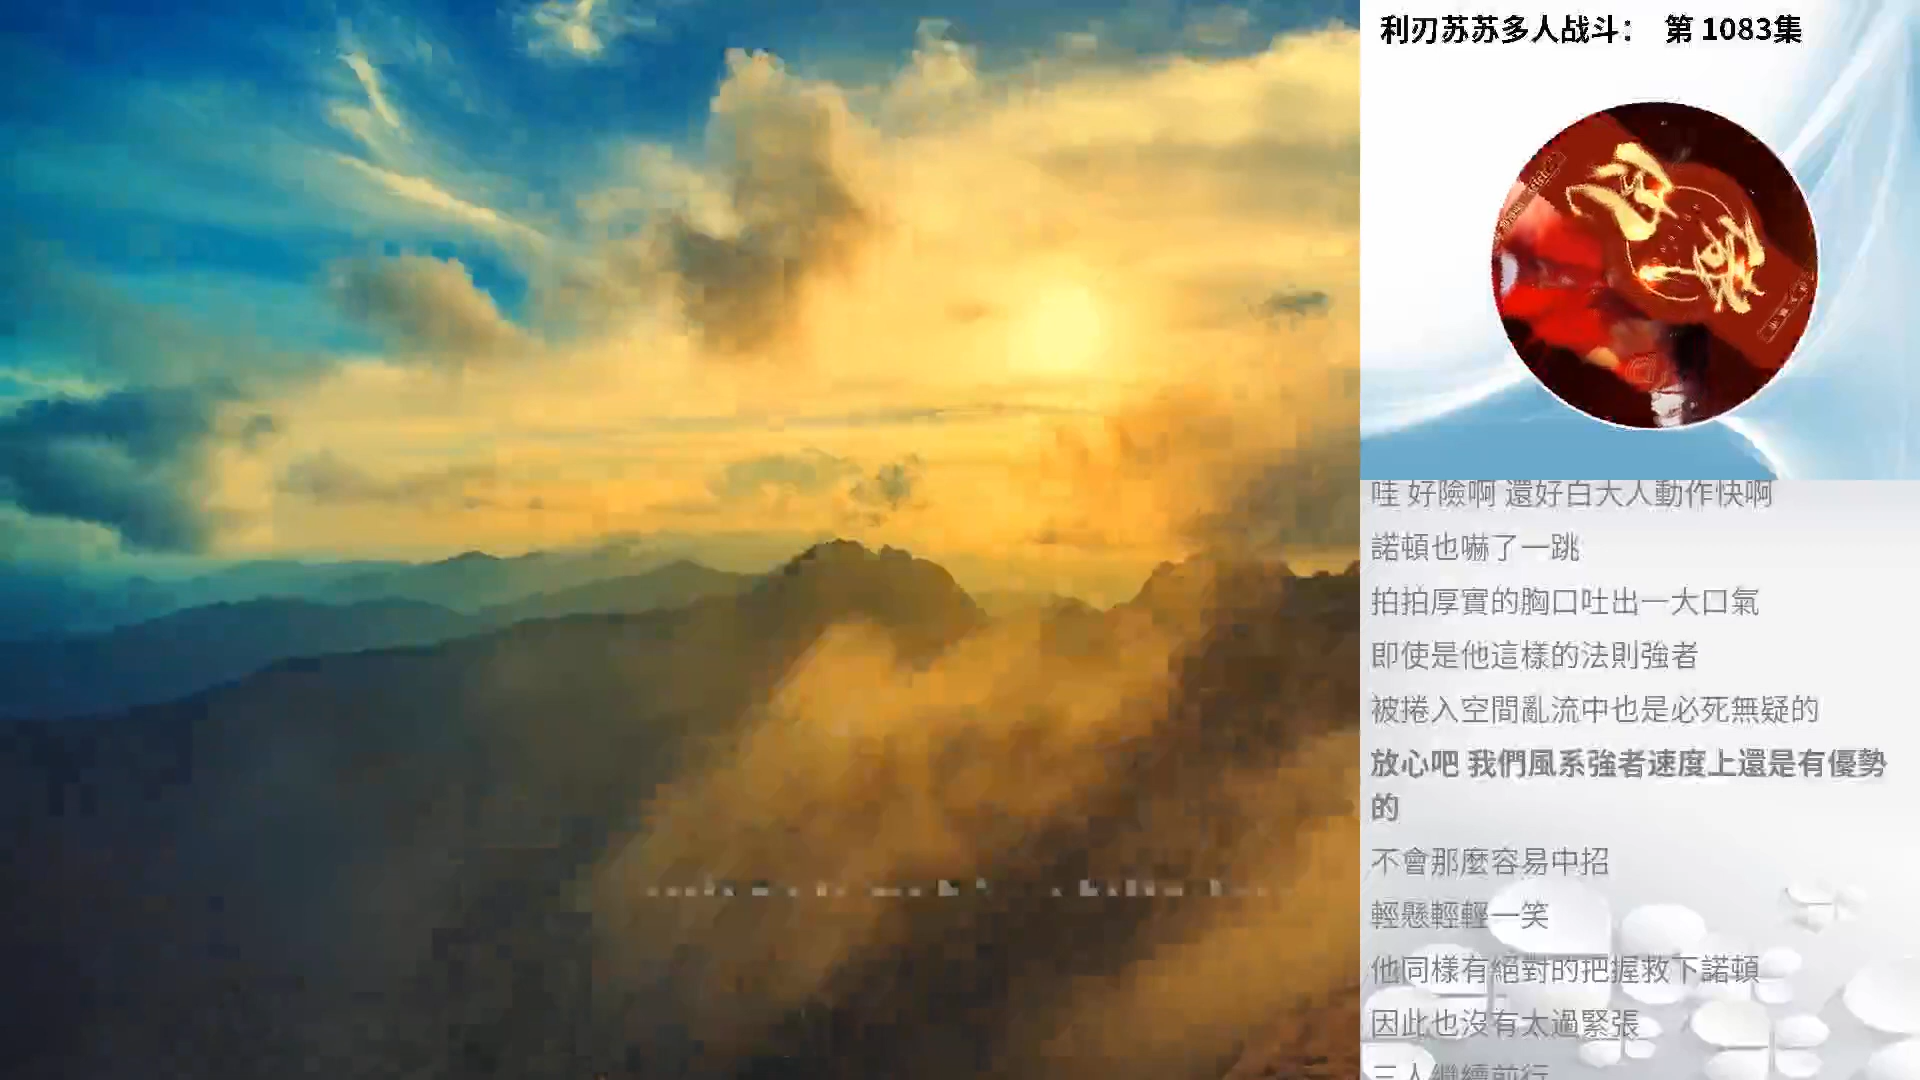 利刃苏苏多人战斗： 第 1083集
哇 好險啊 還好白大人動作快啊
諾頓也嚇了一跳
拍拍厚實的胸口吐出一大口氣
即使是他這樣的法則強者
被捲入空間亂流中也是必死無疑的
放心吧 我們風系強者速度上還是有優勢
的
不會那麼容易中招
輕懸輕輕一笑
他同樣有絕對的把握救下諾頓
因此也沒有太過緊張
三人繼續前行